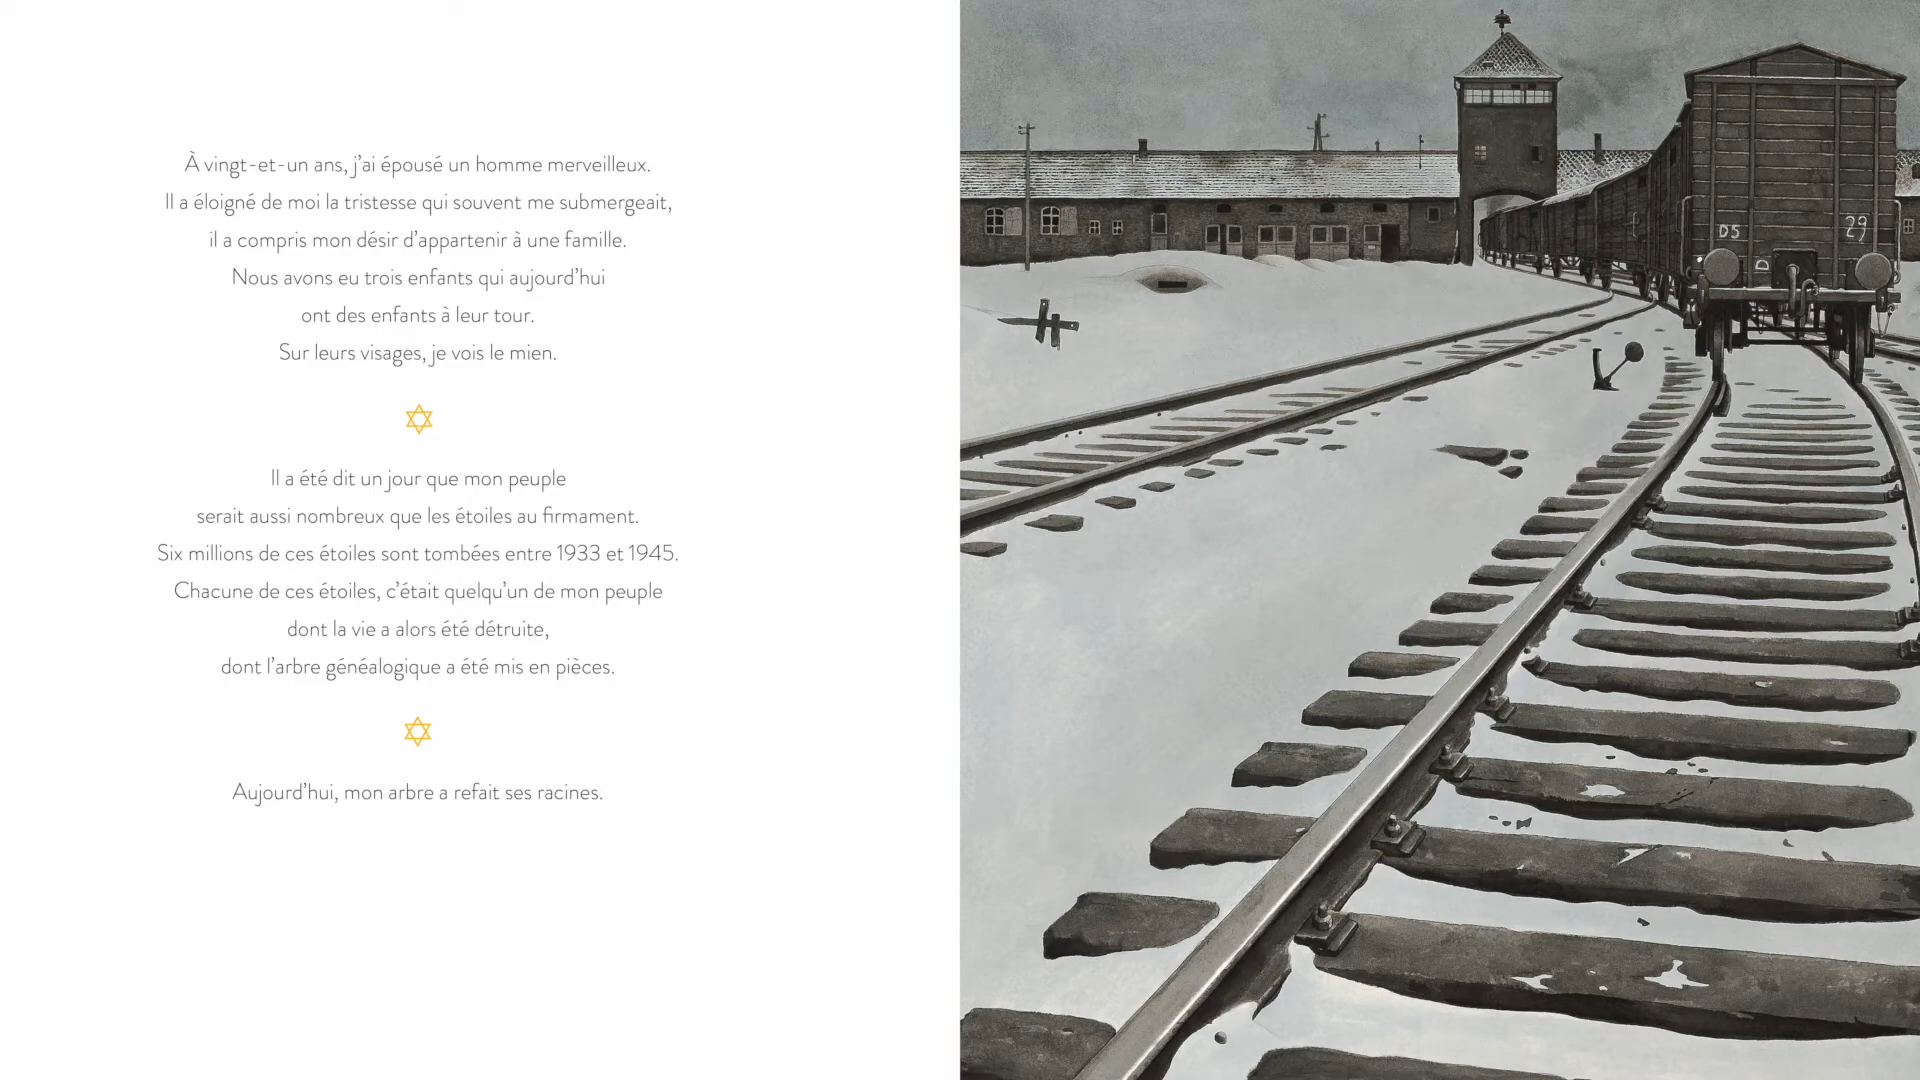 À vingt-et-un ans, j’ai épousé un homme merveilleux.
Il a éloigné de moi la tristesse qui souvent me submergeait,
il a compris mon désir d’appartenir à une famille.
Nous avons eu trois enfants qui aujourd’hui
ont des enfants à leur tour.
Sur leurs visages, je vois le mien.
Il a été dit un jour que mon peuple
serait aussi nombreux que les étoiles au firmament.
Six millions de ces étoiles sont tombées entre 1933 et 1945.
Chacune de ces étoiles, c’était quelqu’un de mon peuple
dont la vie a alors été détruite,
dont l’arbre généalogique a été mis en pièces.
Aujourd’hui, mon arbre a refait ses racines.
D5
29
D